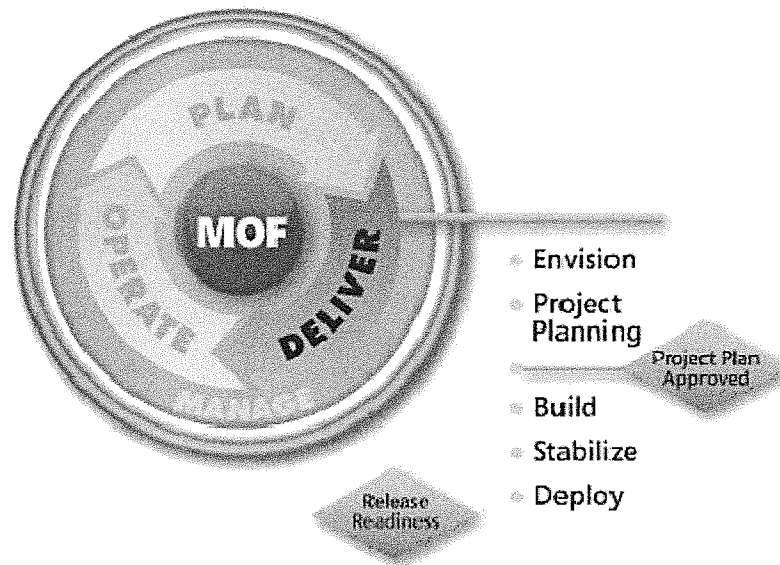 PLAN
OPERATE
MOF
DELIVER
MANAGE
Envision
Project
Planning
Project Plan
Approved
Build
Stabilize
Deploy
Release
Readiness